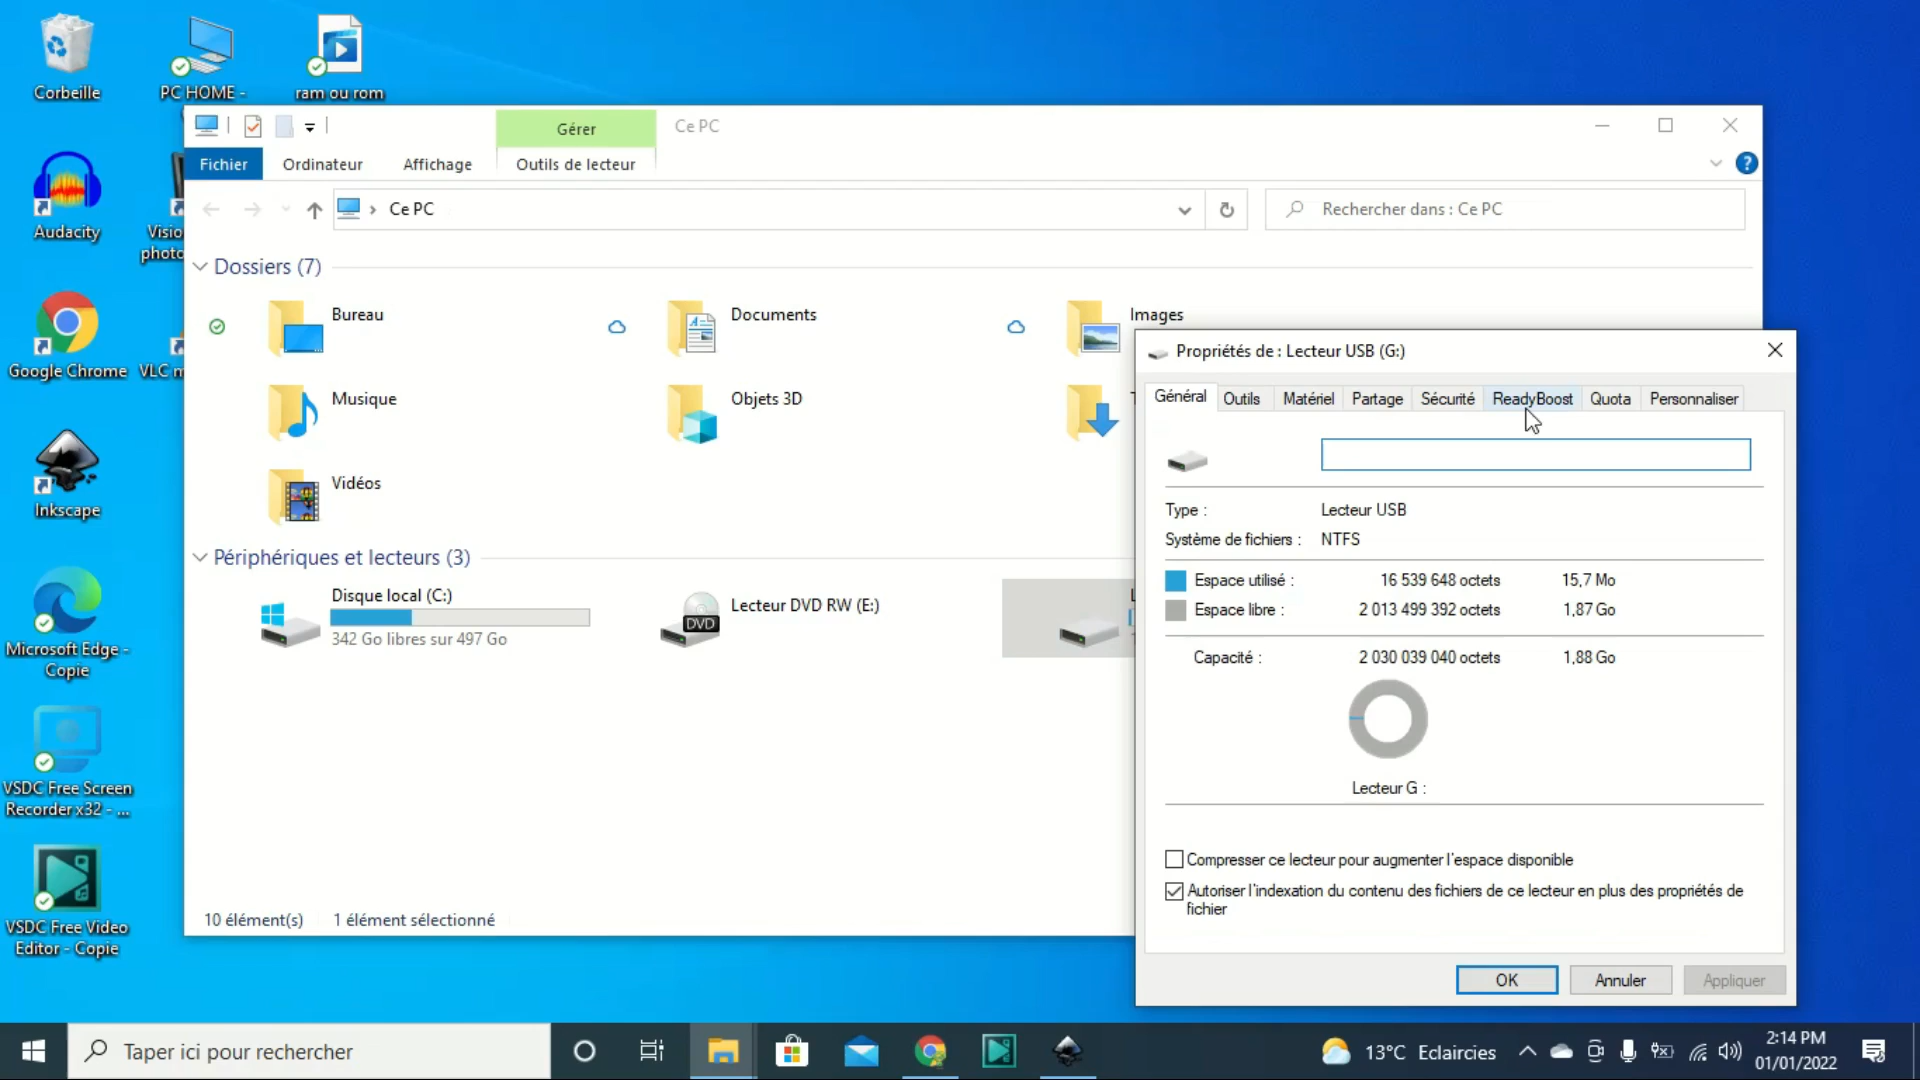 Corbeille
PC HOME -
ram ou rom
Audacity
Visio
photo
Google Chrome
VLC m
Inkscape
Microsoft Edge -
Copie
VSDC Free Screen
Recorder x32 - ...
VSDC Free Video
Editor - Copie
Gérer
Ce PC
Fichier
Ordinateur
Affichage
Outils de lecteur
Ce PC
Rechercher dans : Ce PC
Dossiers (7)
Bureau
Documents
Images
Musique
Objets 3D
Vidéos
Périphériques et lecteurs (3)
Disque local (C:)
342 Go libres sur 497 Go
DVD
Lecteur DVD RW (E:)
10 élément(s)
1 élément sélectionné
Propriétés de : Lecteur USB (G:)
Général
Outils
Matériel
Partage
Sécurité
ReadyBoost
Quota
Personnaliser
Type :
Lecteur USB
Système de fichiers :
NTFS
Espace utilisé :
16 539 648 octets
15,7 Mo
Espace libre :
2 013 499 392 octets
1,87 Go
Capacité :
2 030 039 040 octets
1,88 Go
Lecteur G :
Compresser ce lecteur pour augmenter l'espace disponible
Autoriser l'indexation du contenu des fichiers de ce lecteur en plus des propriétés de
fichier
OK
Annuler
Appliquer
Taper ici pour rechercher
13°C Eclaircies
2:14 PM
01/01/2022